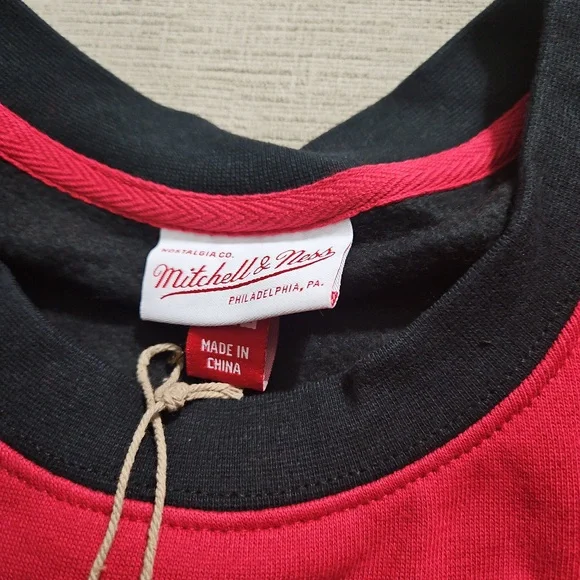 NOSTALGIA CO.
Mitchell & Ness
PHILADELPHIA, PA.
MADE IN
CHINA